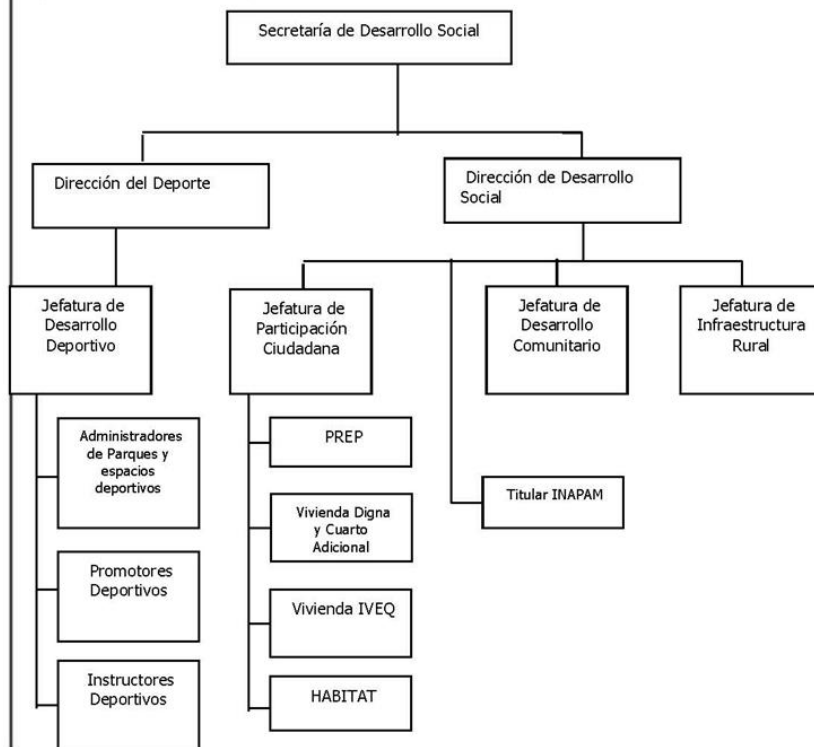 Secretaría de Desarrollo Social
Dirección del Deporte
Dirección de Desarrollo
Social
Jefatura de
Desarrollo
Deportivo
Jefatura de
Participación
Ciudadana
Jefatura de
Desarrollo
Comunitario
Jefatura de
Infraestructura
Rural
Administradores
de Parques y
espacios
deportivos
Promotores
Deportivos
Instructores
Deportivos
PREP
Vivienda Digna
y Cuarto
Adicional
Vivienda IVEQ
HABITAT
Titular INAPAM